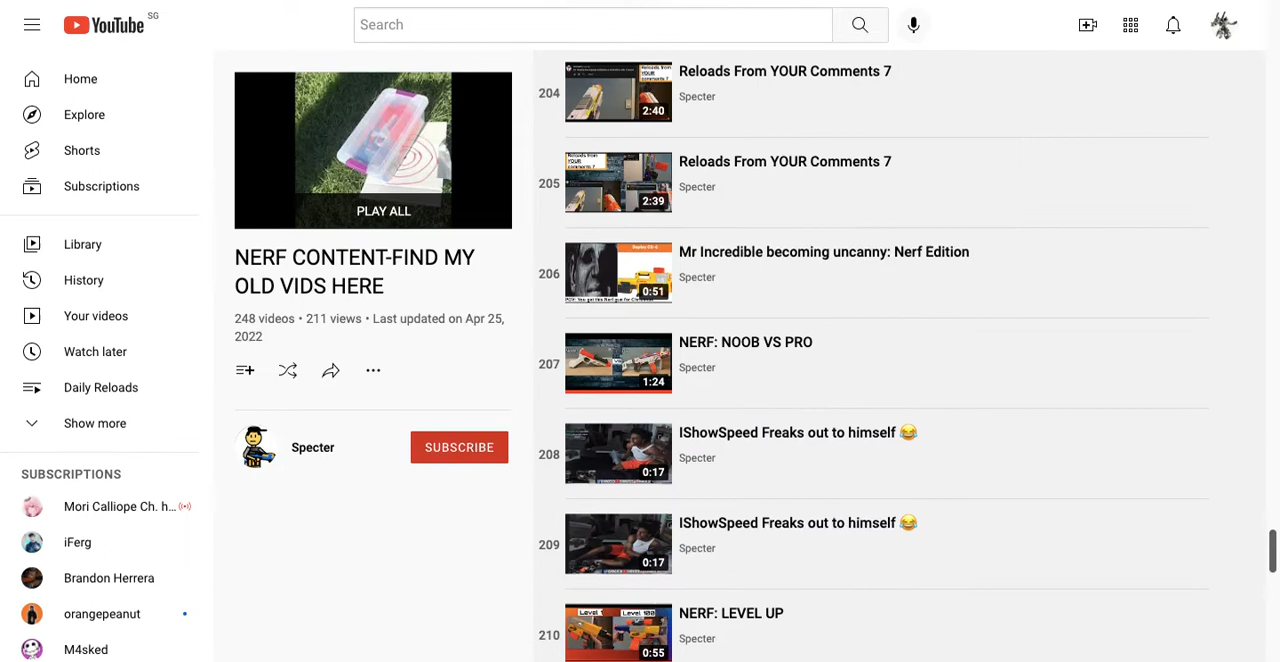 YouTube SG
Search
Home
Explore
Shorts
Subscriptions
Library
History
Your videos
Watch later
Daily Reloads
Show more
SUBSCRIPTIONS
Mori Calliope Ch. h...
iFerg
Brandon Herrera
orangepeanut
M4sked
PLAY ALL
NERF CONTENT-FIND MY
OLD VIDS HERE
248 videos • 211 views • Last updated on Apr 25,
2022
Specter
SUBSCRIBE
204
2:40
Reloads From YOUR Comments 7
Specter
205
2:39
Reloads From YOUR Comments 7
Specter
206
0:51
Mr Incredible becoming uncanny: Nerf Edition
Specter
207
1:24
NERF: NOOB VS PRO
Specter
208
0:17
IShowSpeed Freaks out to himself 😂
Specter
209
0:17
IShowSpeed Freaks out to himself 😂
Specter
210
Level 100
0:55
NERF: LEVEL UP
Specter